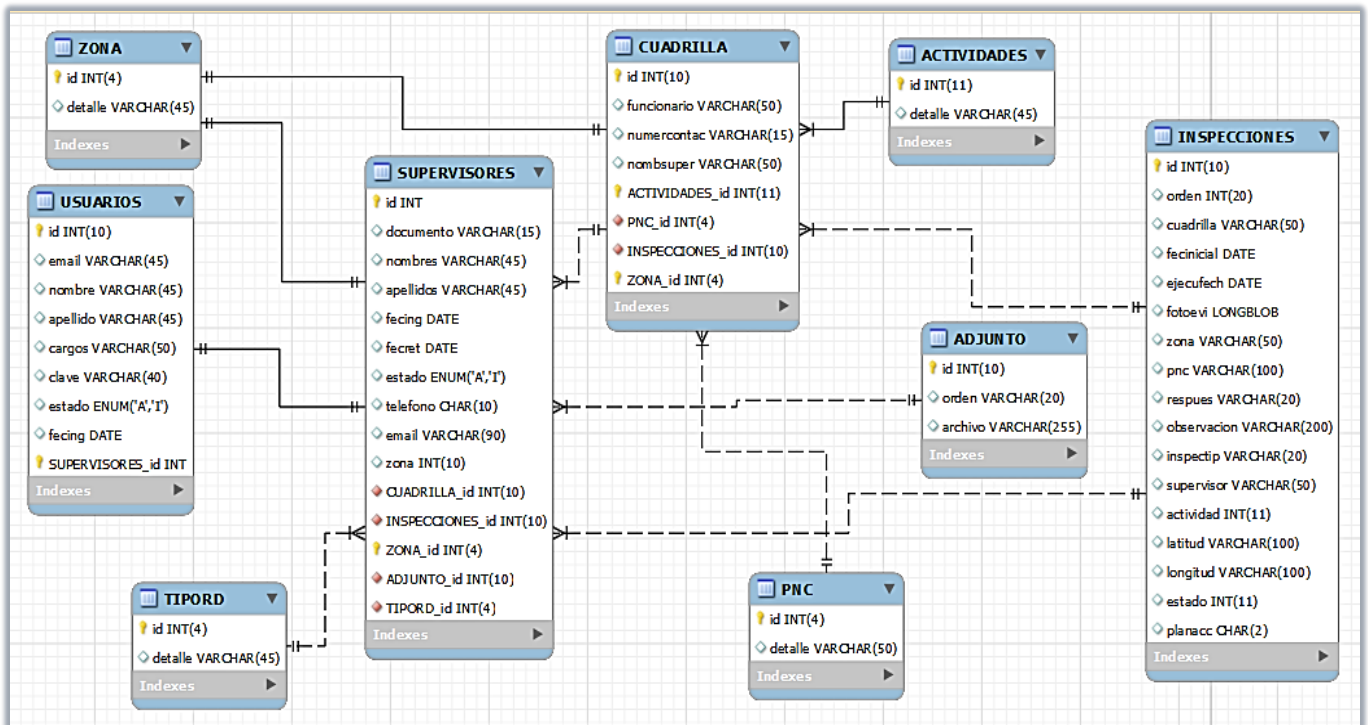 ZONA
id INT(4)
detalle VARCHAR(45)
Indexes
USUARIOS
id INT(10)
email VARCHAR(45)
nombre VARCHAR(45)
apellido VARCHAR(45)
cargos VARCHAR(50)
clave VARCHAR(40)
estado ENUM('A','I')
fecing DATE
SUPERVISORES_id INT
Indexes
TIPORD
id INT(4)
detalle VARCHAR(45)
Indexes
SUPERVISORES
id INT
documento VARCHAR(15)
nombres VARCHAR(45)
apellidos VARCHAR(45)
fecing DATE
fecret DATE
estado ENUM('A','I')
telefono CHAR(10)
email VARCHAR(90)
zona INT(10)
CUADRILLA_id INT(10)
INSPECCIONES_id INT(10)
ZONA_id INT(4)
ADJUNTO_id INT(10)
TIPORD_id INT(4)
Indexes
CUADRILLA
id INT(10)
funcionario VARCHAR(50)
numercontac VARCHAR(15)
nombsuper VARCHAR(50)
ACTIVIDADES_id INT(11)
PNC_id INT(4)
INSPECCIONES_id INT(10)
ZONA_id INT(4)
Indexes
ACTIVIDADES
id INT(11)
detalle VARCHAR(45)
Indexes
ADJUNTO
id INT(10)
orden VARCHAR(20)
archivo VARCHAR(255)
Indexes
PNC
id INT(4)
detalle VARCHAR(50)
Indexes
INSPECCIONES
id INT(10)
orden INT(20)
cuadrilla VARCHAR(50)
fecinicial DATE
ejecufech DATE
fotoevi LONGBLOB
zona VARCHAR(50)
pnc VARCHAR(100)
respues VARCHAR(20)
observacion VARCHAR(200)
inspectip VARCHAR(20)
supervisor VARCHAR(50)
actividad INT(11)
latitud VARCHAR(100)
longitud VARCHAR(100)
estado INT(11)
planacc CHAR(2)
Indexes